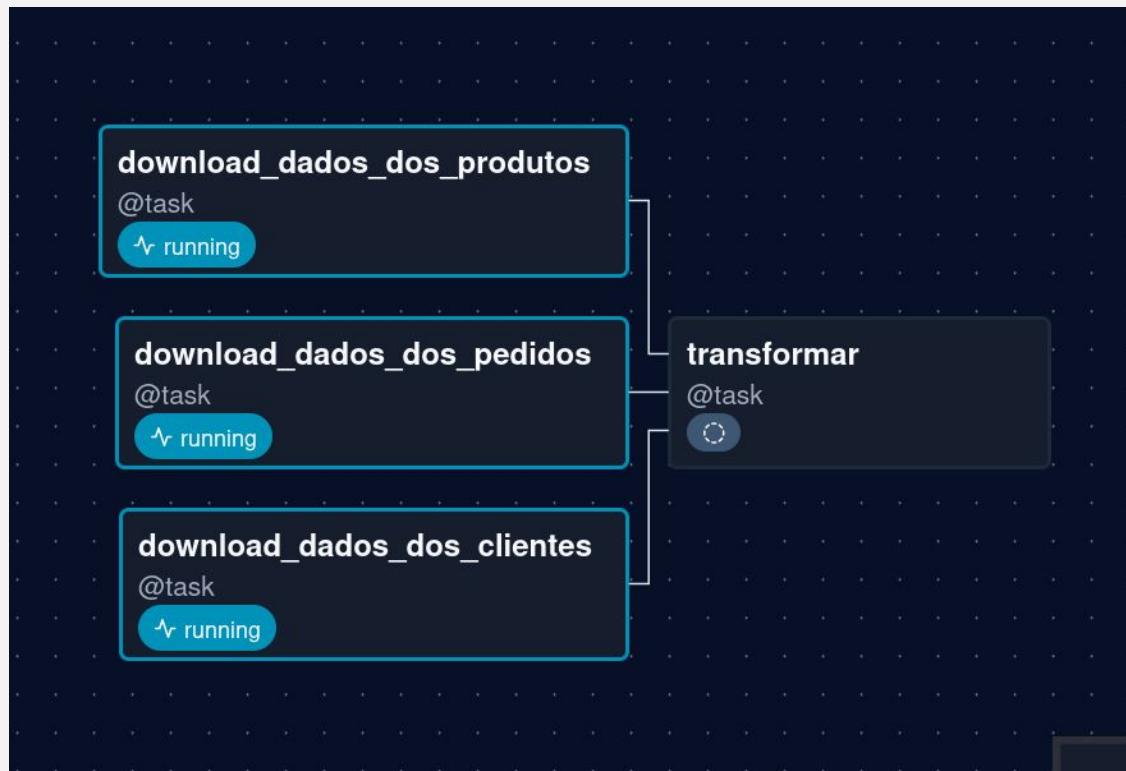 download_dados_dos_produtos
@task
running
download_dados_dos_pedidos
@task
running
download_dados_dos_clientes
@task
running
transformar
@task